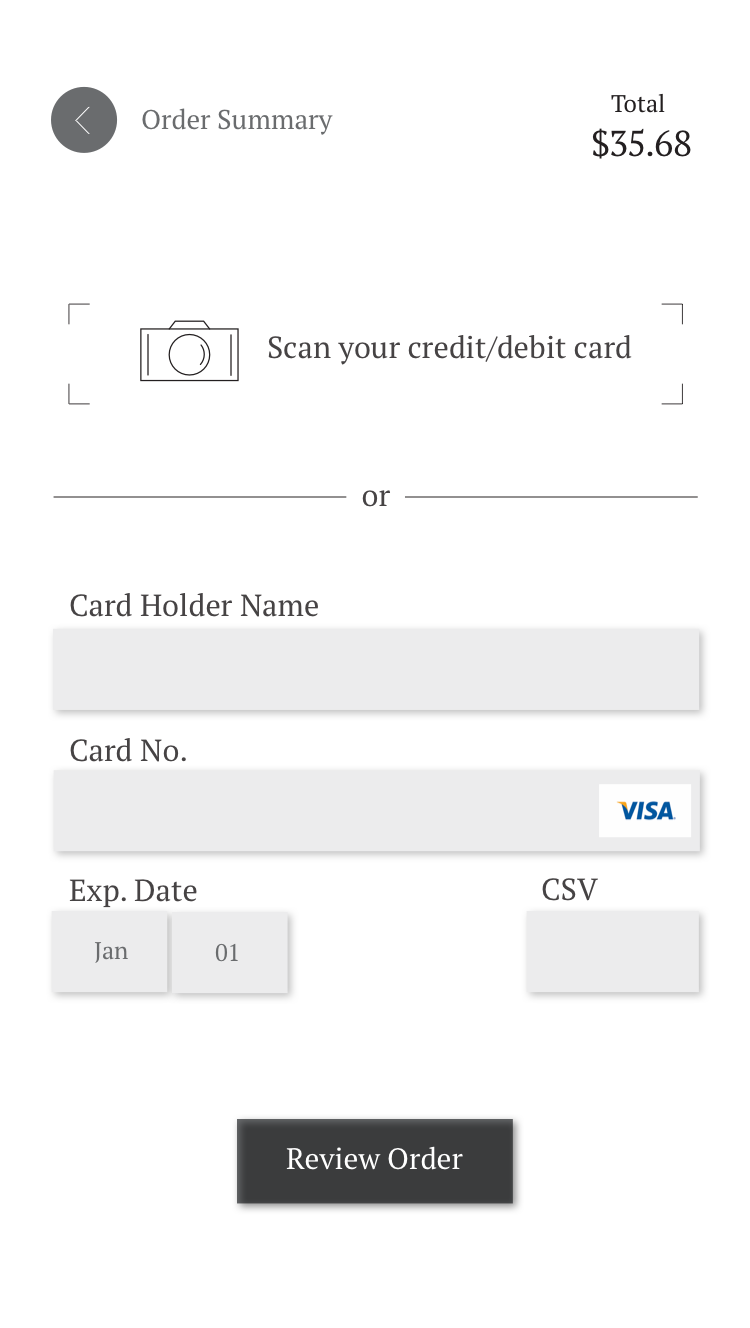 Order Summary
Total
$35.68
Scan your credit/debit card
or
Card Holder Name
Card No.
VISA
Exp. Date
CSV
Jan
01
Review Order